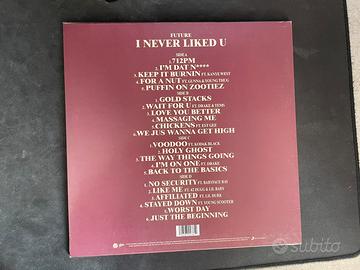 FUTURE
I NEVER LIKED U
SIDE A
1.712PM
2. I'M DAT N****
3. KEEP IT BURNIN FT. KANYE WEST
4. FOR A NUT FT. GUNNA & YOUNG THUG
5. PUFFIN ON ZOOTIEZ
SIDE B
1. GOLD STACKS
2. WAIT FOR U FT. DRAKE & TEMS
3. LOVE YOU BETTER
4. MASSAGING ME
5. CHICKENS FT. EST GEE
6. WE JUS WANNA GET HIGH
SIDE C
1. VOODOO FT. KODAK BLACK
2. HOLY GHOST
3. THE WAY THINGS GOING
4. I'M ON ONE FT. DRAKE
5. BACK TO THE BASICS
SIDE D
1. NO SECURITY FT. BABYFACE RAY
2. LIKE ME FT. 42 DUGG & LIL BABY
3. AFFILIATED FT. LIL DURK
4. STAYED DOWN FT. YOUNG SCOOTER
5. WORST DAY
6. JUST THE BEGINNING
subito